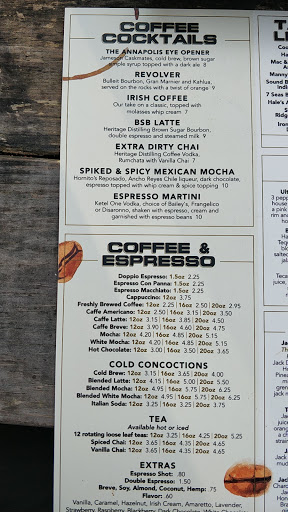 COFFEE
COCKTAILS
THE ANNAPOLIS EYE OPENER
Jameson Caskmates, cold brew, brown sugar
simple syrup topped with a dark ale 8
REVOLVER
Bulleit Bourbon, Gran Marnier and Kahlua,
served on the rocks with a twist of orange 9
IRISH COFFEE
Our take on a classic, topped with
molasses whip cream 7
BSB LATTE
Heritage Distilling Brown Sugar Bourbon,
double espresso and steamed milk 9
EXTRA DIRTY CHAI
Heritage Distilling Coffee Vodka,
Rumchata with Vanilla Chai 7
SPIKED & SPICY MEXICAN MOCHA
Hornito's Reposado, Ancho Reyes Chile liqueur, dark chocolate,
espresso topped with whip cream & spice topping 10
ESPRESSO MARTINI
Ketel One Vodka, choice of Bailey's, Frangelico
or Disaronno, shaken with espresso, cream and
garnished with espresso beans 10
COFFEE &
ESPRESSO
Doppio Espresso: 1.5oz 2.25
Espresso Con Panna: 1.5oz 2.25
Espresso Macchiato: 1.5oz 2.25
Cappuccino: 12oz 3.75
Freshly Brewed Coffee: 12oz 2.25 | 16oz 2.50 | 20oz 2.95
Caffe Americano: 12oz 2.50 | 16oz 3.15 | 20oz 3.50
Caffe Latte: 12oz 3.15 | 16oz 3.85 | 20oz 4.50
Caffe Breve: 12oz 3.90 | 16oz 4.60 | 20oz 4.75
Mocha: 12oz 4.20 | 16oz 4.85 | 20oz 5.15
White Mocha: 12oz 4.20 | 16oz 4.85 | 20oz 5.15
Hot Chocolate: 12oz 3.00 | 16oz 3.50 | 20oz 3.65
COLD CONCOCTIONS
Cold Brew: 12oz 3.15 | 16oz 3.65 | 20oz 4.00
Blended Latte: 12oz 4.15 | 16oz 5.00 | 20oz 5.50
Blended Mocha: 12oz 4.95 | 16oz 5.75 | 20oz 6.25
Blended White Mocha: 12oz 4.95 | 16oz 5.75 | 20oz 6.25
Italian Soda: 12oz 2.25 | 16oz 3.25 | 20oz 3.75
TEA
Available hot or iced
12 rotating loose leaf teas: 12oz 3.25 | 16oz 4.25 | 20oz 5.25
Spiced Chai: 12oz 3.65 | 16oz 4.35 | 20oz 4.65
Vanilla Chai: 12oz 3.65 | 16oz 4.35 | 20oz 4.65
EXTRAS
Espresso Shot: .80
Double Espresso: 1.50
Breve, Soy, Almond, Coconut, Hemp: .75
Flavor: .60
Vanilla, Caramel, Hazelnut, Irish Cream, Amaretto, Lavender,
Strawberry, Raspberry, Blackberry, Dark Chocolate, White